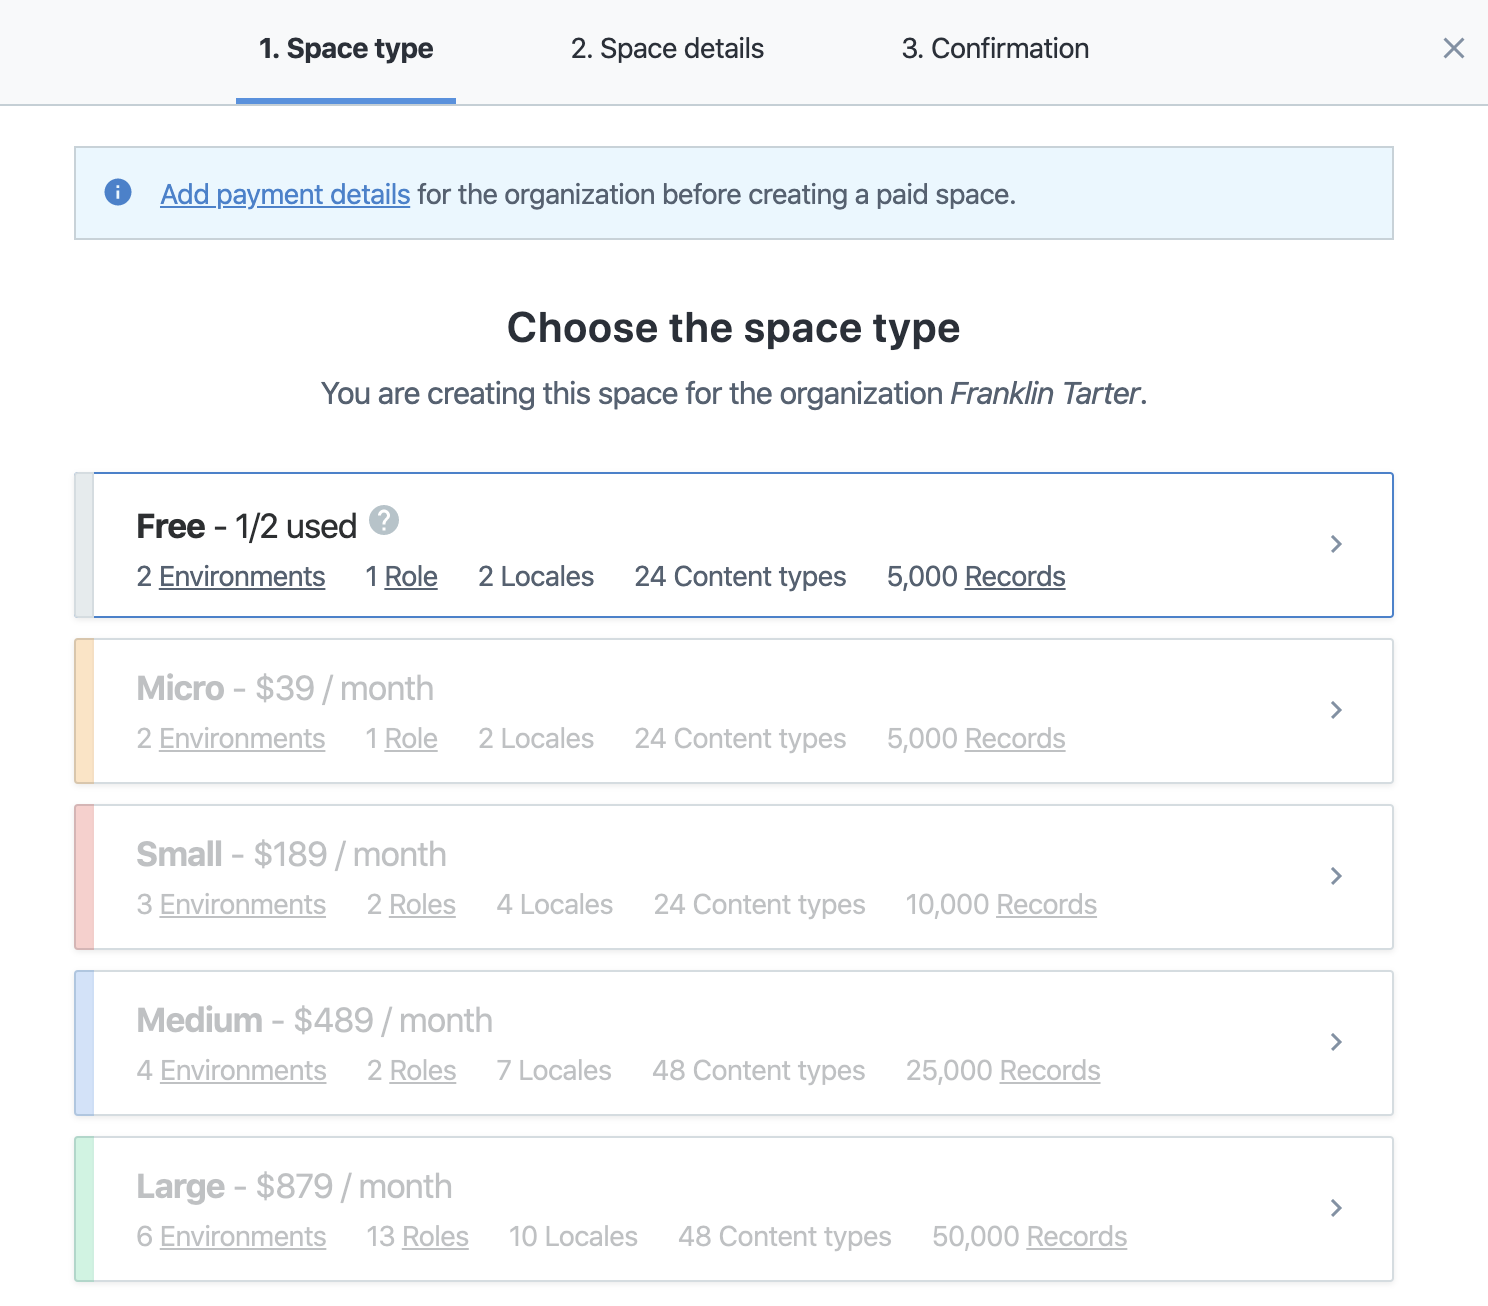 1. Space type 2. Space details 3. Confirmation
Add payment details for the organization before creating a paid space.
Choose the space type
You are creating this space for the organization Franklin Tarter.
Free - 1/2 used ?
2 Environments 1 Role 2 Locales 24 Content types 5,000 Records
Micro - $39 / month
2 Environments 1 Role 2 Locales 24 Content types 5,000 Records
Small - $189 / month
3 Environments 2 Roles 4 Locales 24 Content types 10,000 Records
Medium - $489 / month
4 Environments 2 Roles 7 Locales 48 Content types 25,000 Records
Large - $879 / month
6 Environments 13 Roles 10 Locales 48 Content types 50,000 Records